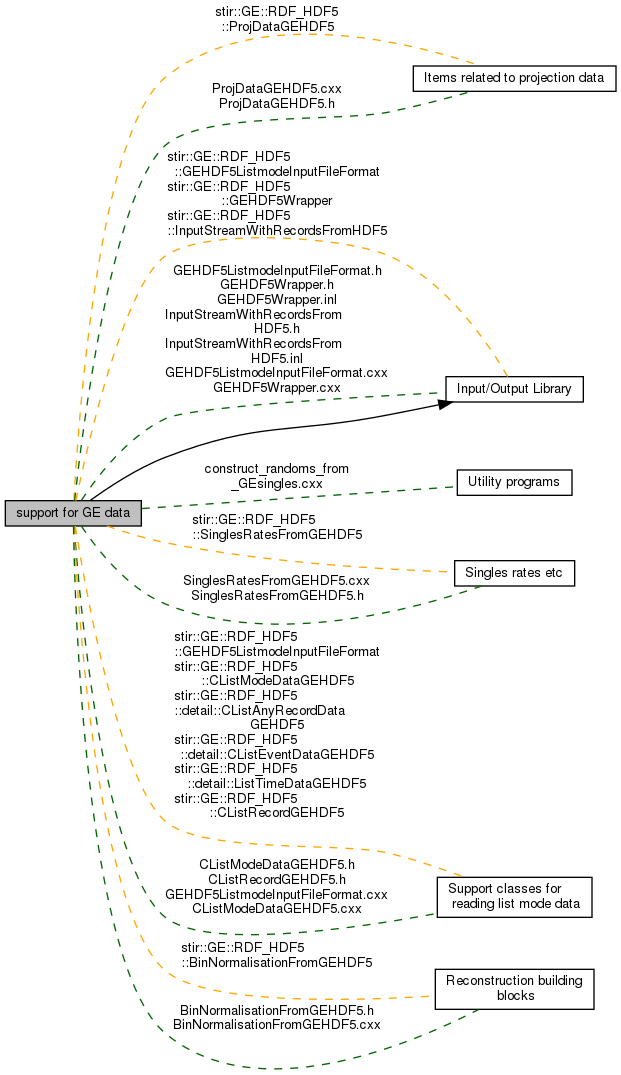 stir::GE::RDF_HDF5
::ProjDataGEHDF5
Items related to projection data
ProjDataGEHDF5.cxx
ProjDataGEHDF5.h
stir::GE::RDF_HDF5
::GEHDF5ListmodeInputFileFormat
stir::GE::RDF_HDF5
::GEHDF5Wrapper
stir::GE::RDF_HDF5
::InputStreamWithRecordsFromHDF5
GEHDF5ListmodeInputFileFormat.h
GEHDF5Wrapper.h
GEHDF5Wrapper.inl
InputStreamWithRecordsFrom
HDF5.h
InputStreamWithRecordsFrom
HDF5.inl
GEHDF5ListmodeInputFileFormat.cxx
GEHDF5Wrapper.cxx
Input/Output Library
construct_randoms_from
_GEsingles.cxx
Utility programs
support for GE data
stir::GE::RDF_HDF5
::SinglesRatesFromGEHDF5
Singles rates etc
SinglesRatesFromGEHDF5.cxx
SinglesRatesFromGEHDF5.h
stir::GE::RDF_HDF5
::GEHDF5ListmodeInputFileFormat
stir::GE::RDF_HDF5
::CListModeDataGEHDF5
stir::GE::RDF_HDF5
::detail::CListAnyRecordData
GEHDF5
stir::GE::RDF_HDF5
::detail::CListEventDataGEHDF5
stir::GE::RDF_HDF5
::detail::ListTimeDataGEHDF5
stir::GE::RDF_HDF5
::CListRecordGEHDF5
CListModeDataGEHDF5.h
CListRecordGEHDF5.h
GEHDF5ListmodeInputFileFormat.cxx
CListModeDataGEHDF5.cxx
Support classes for
reading list mode data
stir::GE::RDF_HDF5
::BinNormalisationFromGEHDF5
Reconstruction building
blocks
BinNormalisationFromGEHDF5.h
BinNormalisationFromGEHDF5.cxx